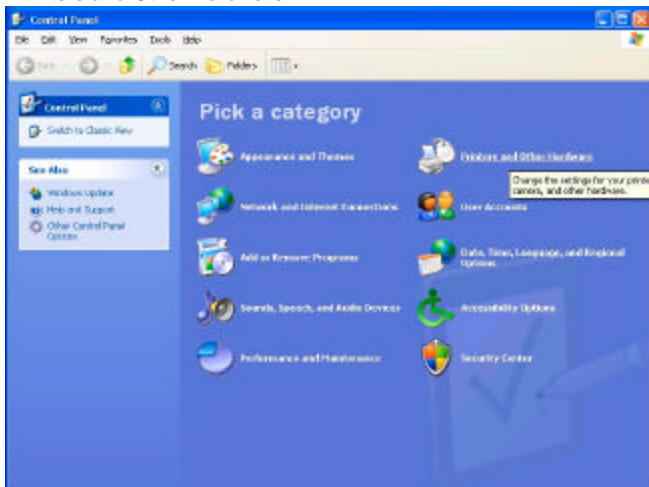 Control Panel
File Edit View Favorites Tools Help
Back Search Folders
Control Panel
Switch to Classic View
See Also
Windows Update
Help and Support
Other Control Panel
Options
Pick a category
Appearance and Themes
Printers and Other Hardware
Change the settings for your printe
camera, and other hardware.
Network and Internet Connections
User Accounts
Add or Remove Programs
Date, Time, Language, and Regional
Options
Sounds, Speech, and Audio Devices
Accessibility Options
Performance and Maintenance
Security Center